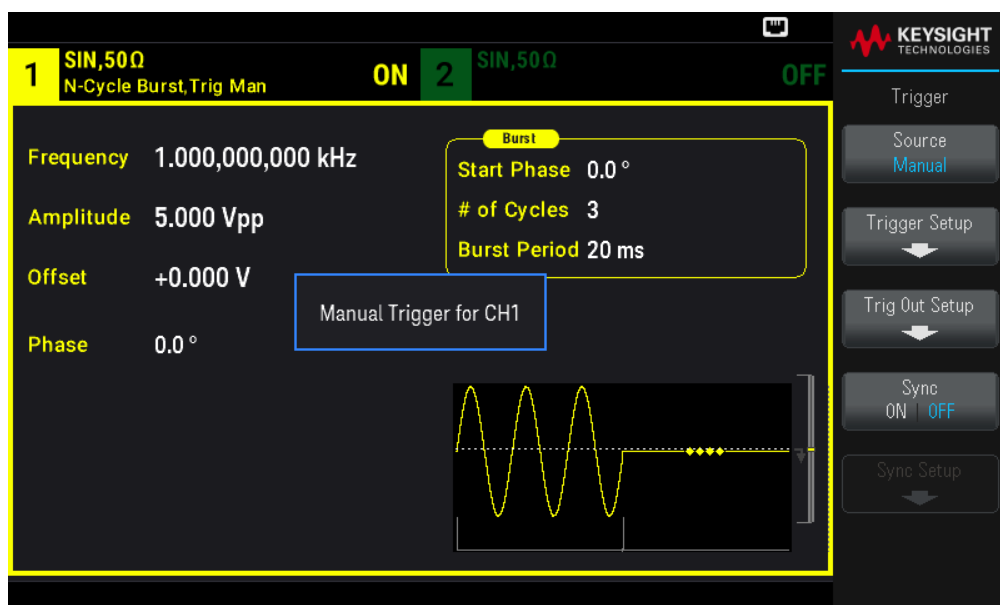 KEYSIGHT
TECHNOLOGIES
1
SIN,50Ω
N-Cycle Burst,Trig Man
ON
2
SIN,50Ω
OFF
Trigger
Frequency 1.000,000,000 kHz
Amplitude 5.000 Vpp
Offset +0.000 V
Phase 0.0 °
Burst
Start Phase 0.0 °
# of Cycles 3
Burst Period 20 ms
Manual Trigger for CH1
Source
Manual
Trigger Setup
Trig Out Setup
Sync
ON | OFF
Sync Setup